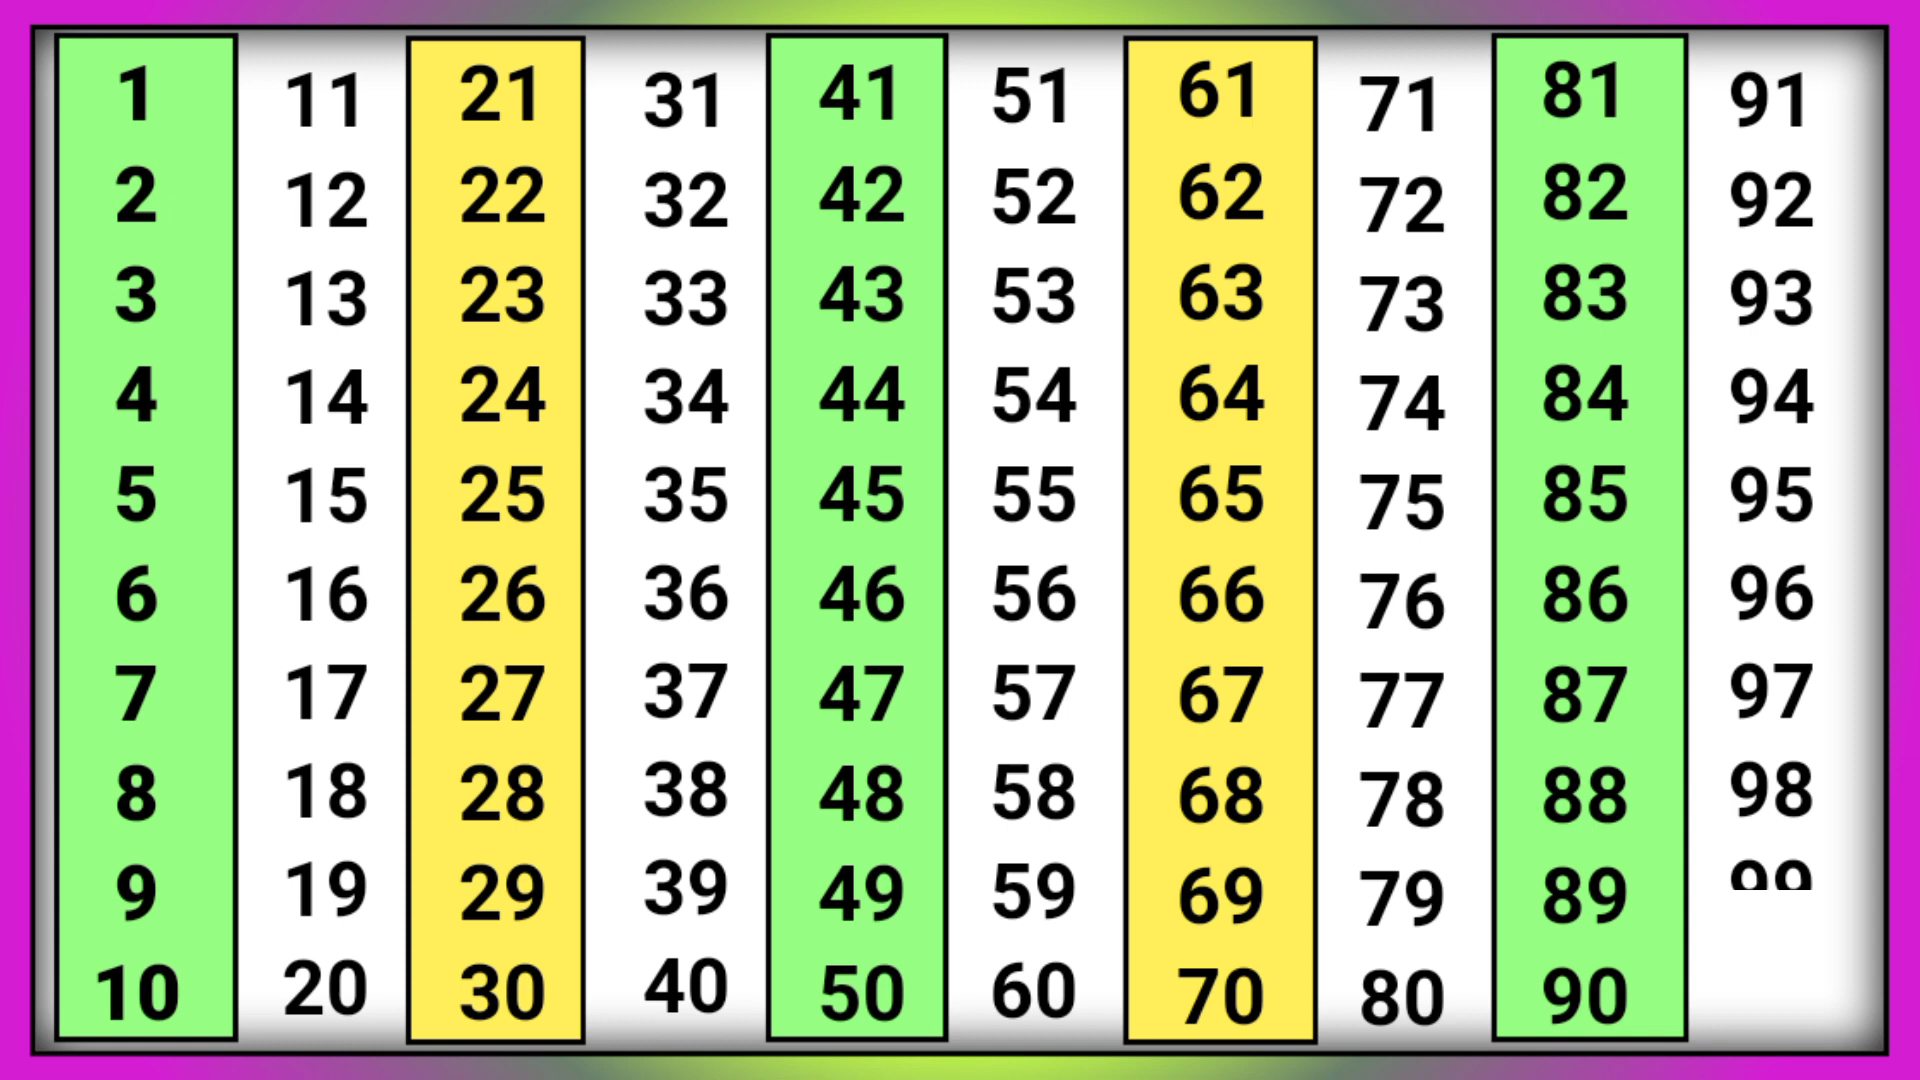 1 11 21 31 41 51 61 71 81 91
2 12 22 32 42 52 62 72 82 92
3 13 23 33 43 53 63 73 83 93
4 14 24 34 44 54 64 74 84 94
5 15 25 35 45 55 65 75 85 95
6 16 26 36 46 56 66 76 86 96
7 17 27 37 47 57 67 77 87 97
8 18 28 38 48 58 68 78 88 98
9 19 29 39 49 59 69 79 89
10 20 30 40 50 60 70 80 90